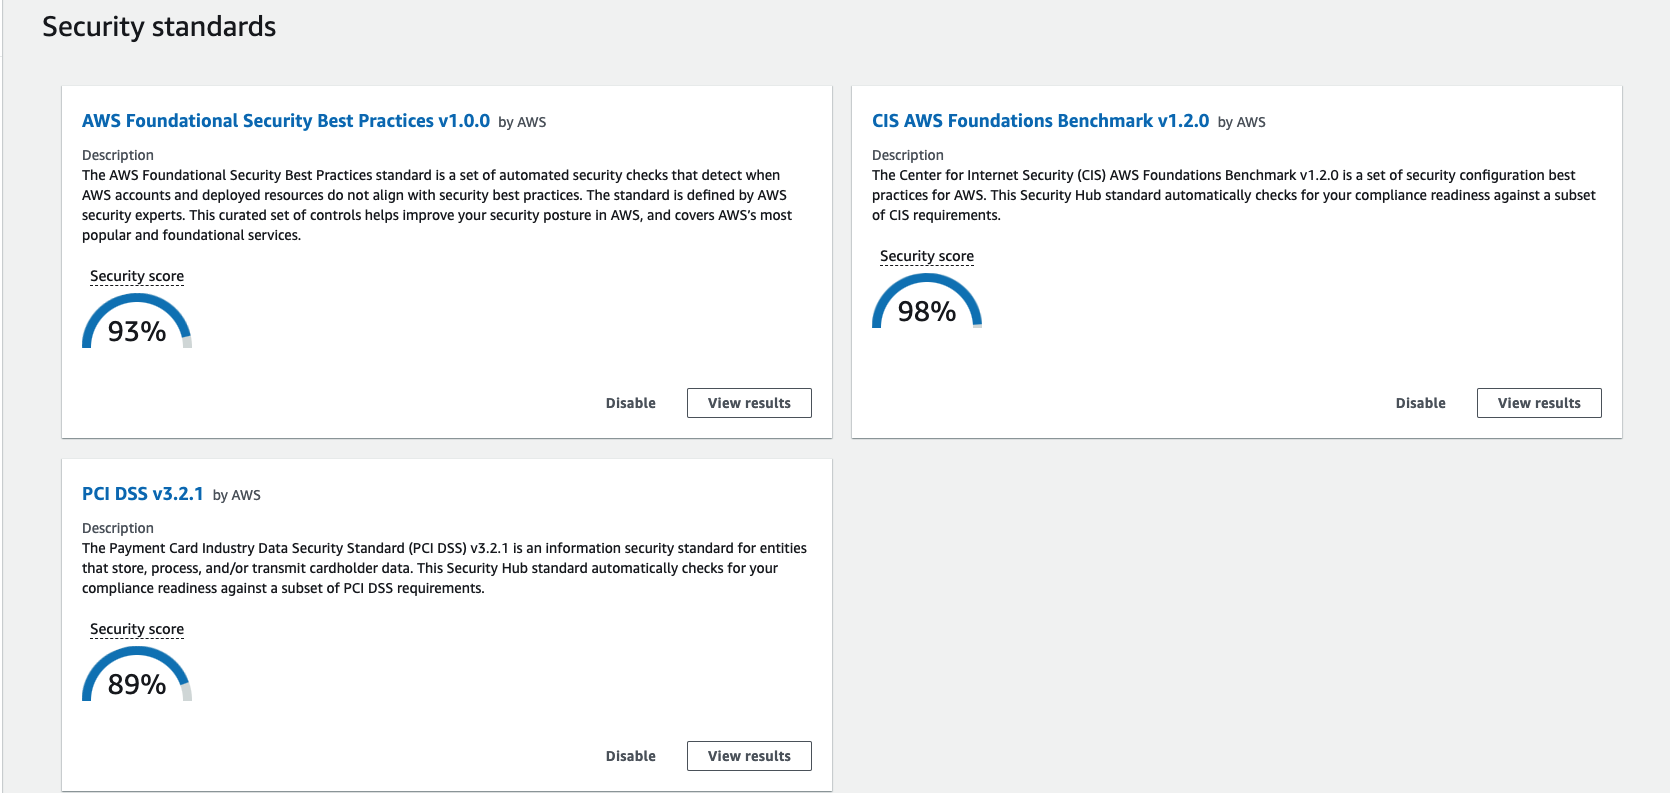 Security standards
AWS Foundational Security Best Practices v1.0.0 by AWS
Description
The AWS Foundational Security Best Practices standard is a set of automated security checks that detect when
AWS accounts and deployed resources do not align with security best practices. The standard is defined by AWS
security experts. This curated set of controls helps improve your security posture in AWS, and covers AWS’s most
popular and foundational services.
Security score
93%
Disable View results
CIS AWS Foundations Benchmark v1.2.0 by AWS
Description
The Center for Internet Security (CIS) AWS Foundations Benchmark v1.2.0 is a set of security configuration best
practices for AWS. This Security Hub standard automatically checks for your compliance readiness against a subset
of CIS requirements.
Security score
98%
Disable View results
PCI DSS v3.2.1 by AWS
Description
The Payment Card Industry Data Security Standard (PCI DSS) v3.2.1 is an information security standard for entities
that store, process, and/or transmit cardholder data. This Security Hub standard automatically checks for your
compliance readiness against a subset of PCI DSS requirements.
Security score
89%
Disable View results